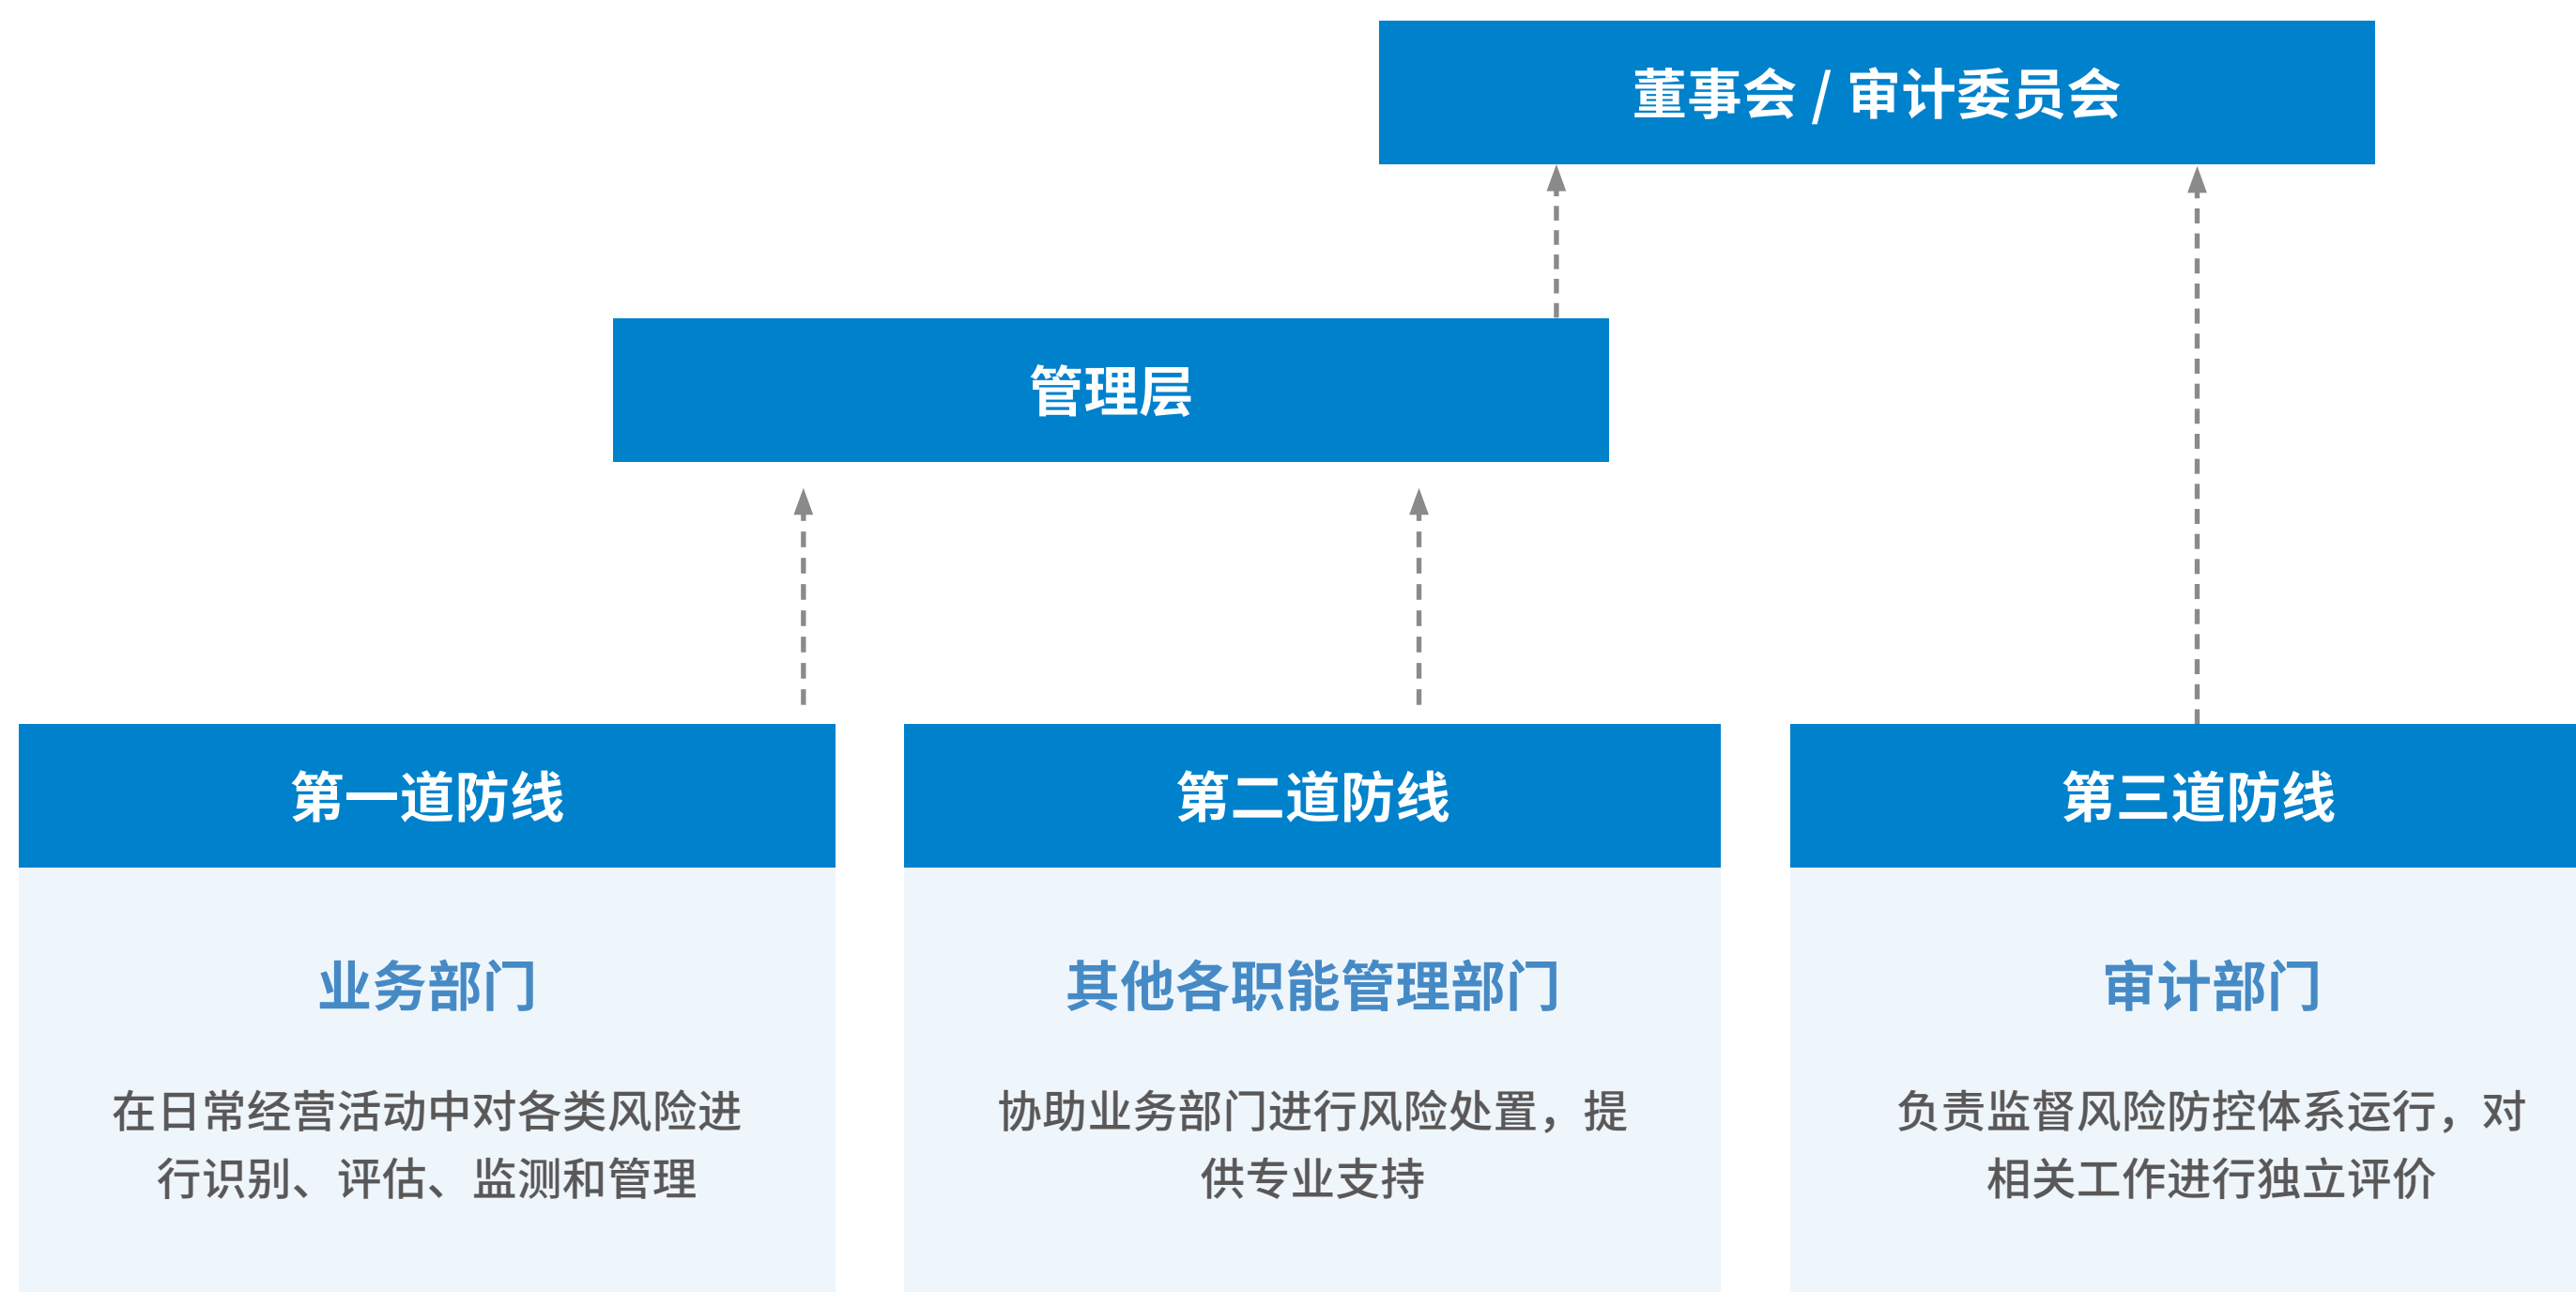 董事会 / 审计委员会
管理层
第一道防线
业务部门
在日常经营活动中对各类风险进
行识别、评估、监测和管理
第二道防线
其他各职能管理部门
协助业务部门进行风险处置，提
供专业支持
第三道防线
审计部门
负责监督风险防控体系运行，对
相关工作进行独立评价